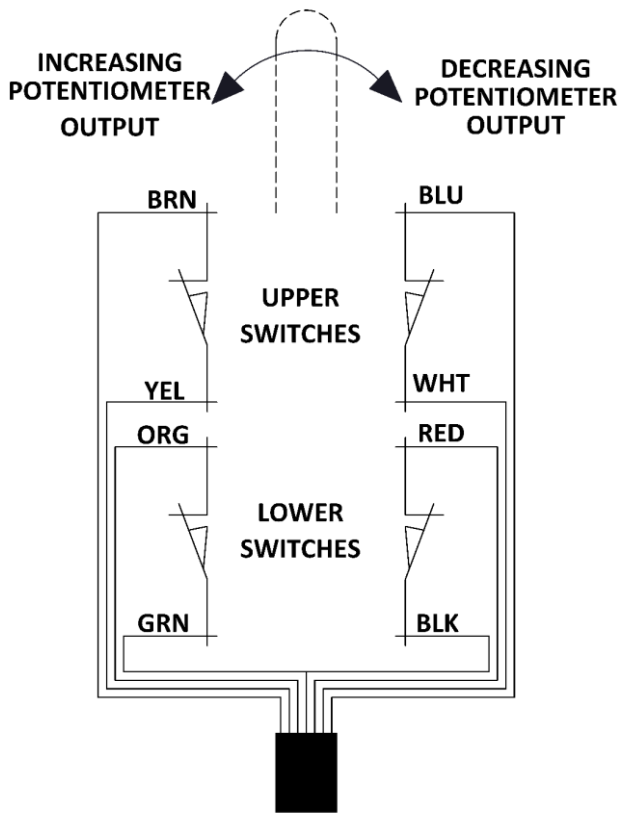 INCREASING
POTENTIOMETER
OUTPUT
DECREASING
POTENTIOMETER
OUTPUT
BRN
BLU
UPPER
SWITCHES
YEL
WHT
ORG
RED
LOWER
SWITCHES
GRN
BLK